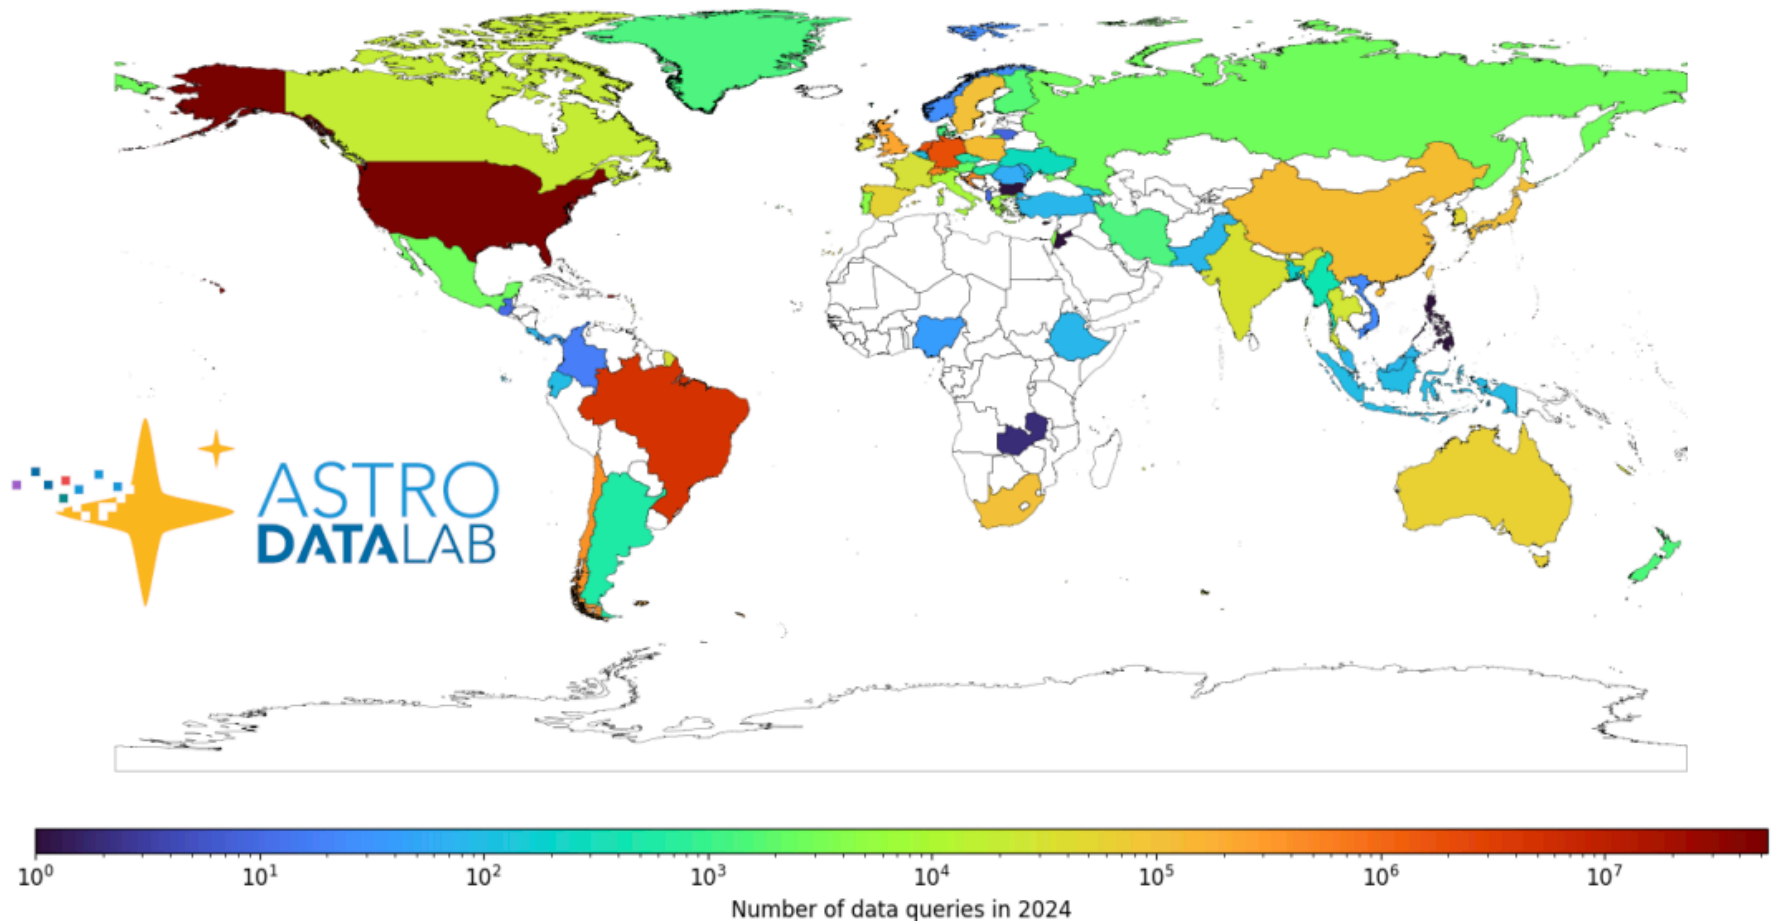 ASTRO
DATALAB
10⁰ 10¹ 10² 10³ 10⁴ 10⁵ 10⁶ 10⁷
Number of data queries in 2024